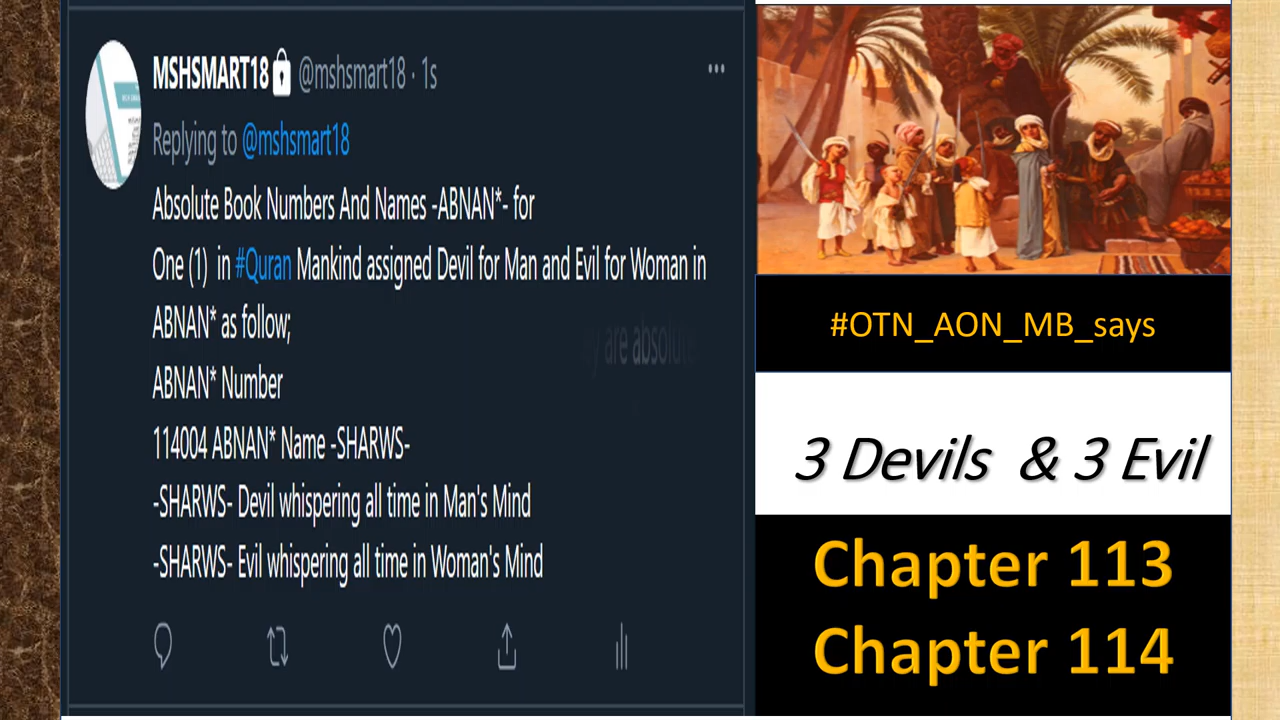 MSHSMART18 @mshsmart18 · 1s
Replying to @mshsmart18
Absolute Book Numbers And Names -ABNAN*- for
One (1) in #Quran Mankind assigned Devil for Man and Evil for Woman in
ABNAN* as follow;
ABNAN* Number
114004 ABNAN* Name -SHARWS-
-SHARWS- Devil whispering all time in Man's Mind
-SHARWS- Evil whispering all time in Woman's Mind
are absolute
#OTN_AON_MB_says
3 Devils & 3 Evil
Chapter 113
Chapter 114